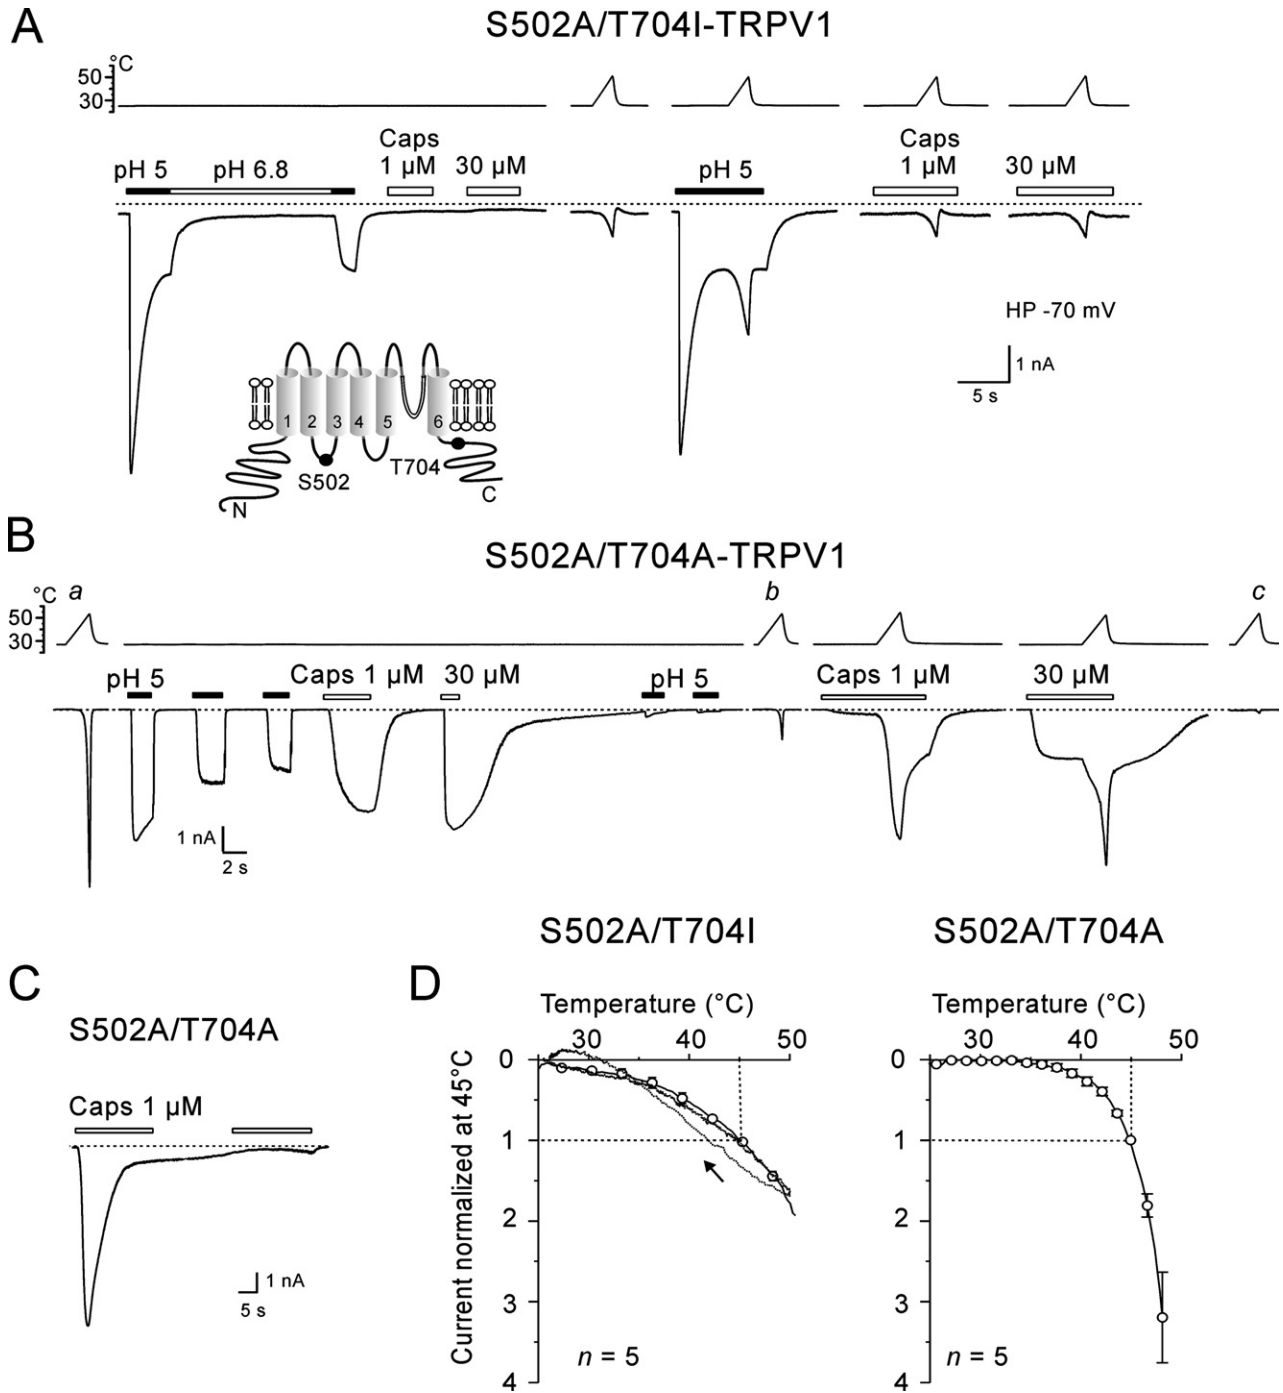 A
S502A/T704I-TRPV1
°C
50
30
Caps
1 µM
30 µM
pH 5
pH 6.8
pH 5
Caps
1 µM
30 µM
HP -70 mV
1 nA
5 s
1 2 3 4 5 6
S502
T704
N
C
B
S502A/T704A-TRPV1
°C
a
b
c
50
30
pH 5
Caps 1 µM
30 µM
pH 5
Caps 1 µM
30 µM
1 nA
2 s
C
S502A/T704A
Caps 1 µM
1 nA
5 s
D
S502A/T704I
Temperature (°C)
30 40 50
0
1
2
3
4
Current normalized at 45°C
n = 5
S502A/T704A
Temperature (°C)
30 40 50
0
1
2
3
4
n = 5